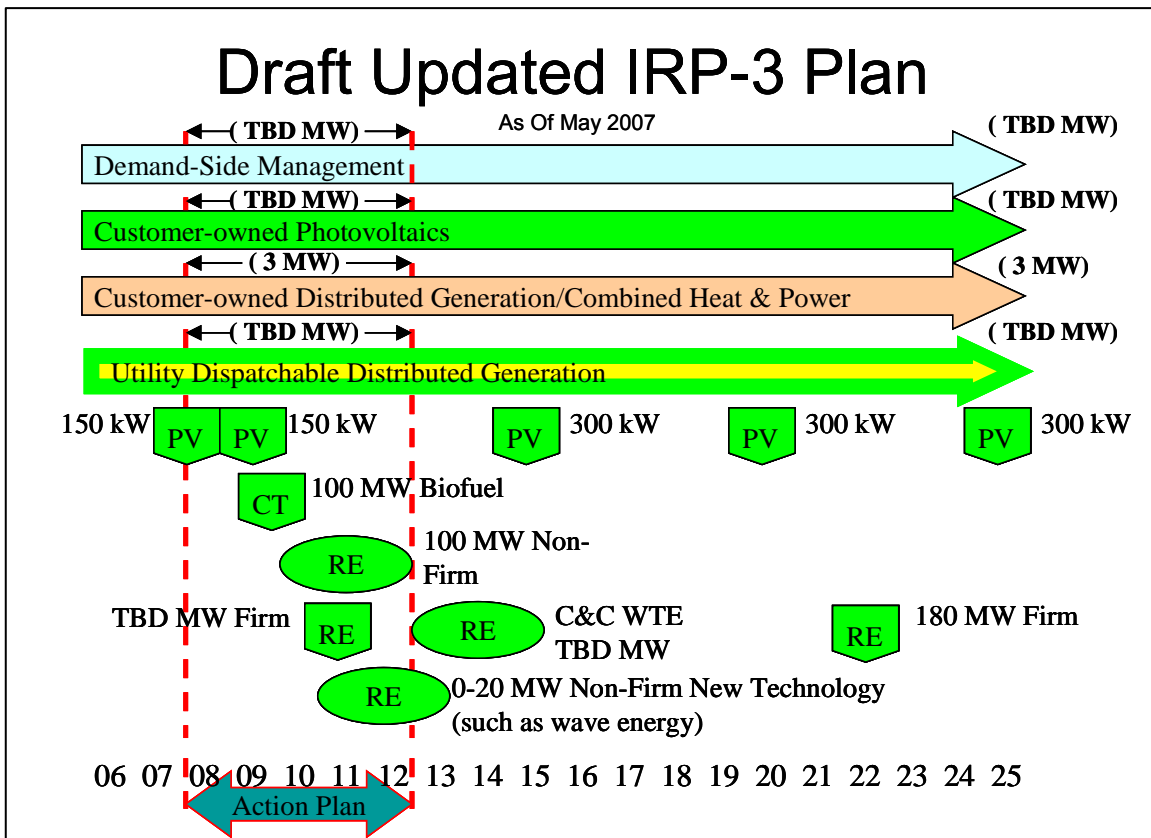 Draft Updated IRP-3 Plan
As Of May 2007
( TBD MW)
( TBD MW)
Demand-Side Management
( TBD MW)
( TBD MW)
Customer-owned Photovoltaics
( 3 MW)
( 3 MW)
Customer-owned Distributed Generation/Combined Heat & Power
( TBD MW)
( TBD MW)
Utility Dispatchable Distributed Generation
150 kW PV PV 150 kW PV 300 kW PV 300 kW PV 300 kW
CT 100 MW Biofuel
RE 100 MW Non-
Firm
TBD MW Firm RE RE C&C WTE
TBD MW
RE 180 MW Firm
RE 0-20 MW Non-Firm New Technology
(such as wave energy)
06 07 08 09 10 11 12 13 14 15 16 17 18 19 20 21 22 23 24 25
Action Plan